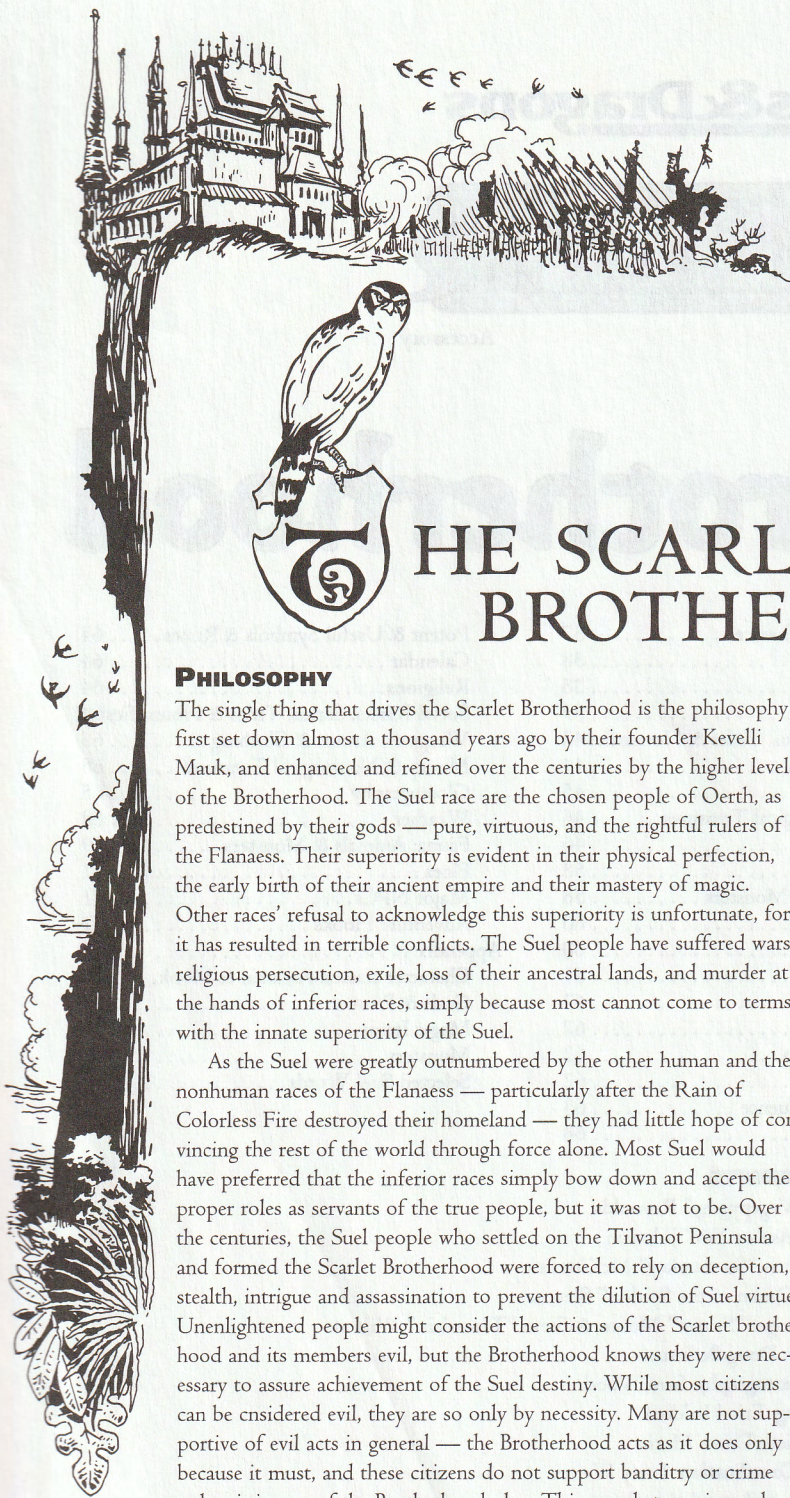 THE SCARL
BROTHE
PHILOSOPHY
The single thing that drives the Scarlet Brotherhood is the philosophy
first set down almost a thousand years ago by their founder Kevelli
Mauk, and enhanced and refined over the centuries by the higher level
of the Brotherhood. The Suel race are the chosen people of Oerth, as
predestined by their gods — pure, virtuous, and the rightful rulers of
the Flanaess. Their superiority is evident in their physical perfection,
the early birth of their ancient empire and their mastery of magic.
Other races' refusal to acknowledge this superiority is unfortunate, for
it has resulted in terrible conflicts. The Suel people have suffered wars
religious persecution, exile, loss of their ancestral lands, and murder at
the hands of inferior races, simply because most cannot come to terms
with the innate superiority of the Suel.
As the Suel were greatly outnumbered by the other human and the
nonhuman races of the Flanaess — particularly after the Rain of
Colorless Fire destroyed their homeland — they had little hope of con
vincing the rest of the world through force alone. Most Suel would
have preferred that the inferior races simply bow down and accept the
proper roles as servants of the true people, but it was not to be. Over
the centuries, the Suel people who settled on the Tilvanot Peninsula
and formed the Scarlet Brotherhood were forced to rely on deception,
stealth, intrigue and assassination to prevent the dilution of Suel virtue
Unenlightened people might consider the actions of the Scarlet brothe
hood and its members evil, but the Brotherhood knows they were nec-
essary to assure achievement of the Suel destiny. While most citizens
can be cnsidered evil, they are so only by necessity. Many are not sup-
portive of evil acts in general — the Brotherhood acts as it does only
because it must, and these citizens do not support banditry or crime